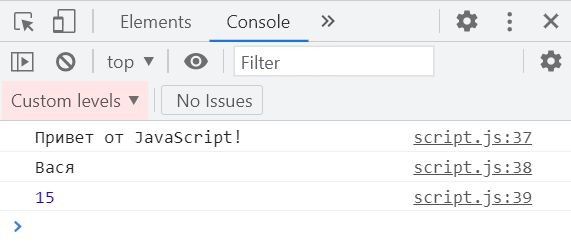 Elements Console
top Filter
Custom levels No Issues
Привет от JavaScript! script.js:37
Вася script.js:38
15 script.js:39